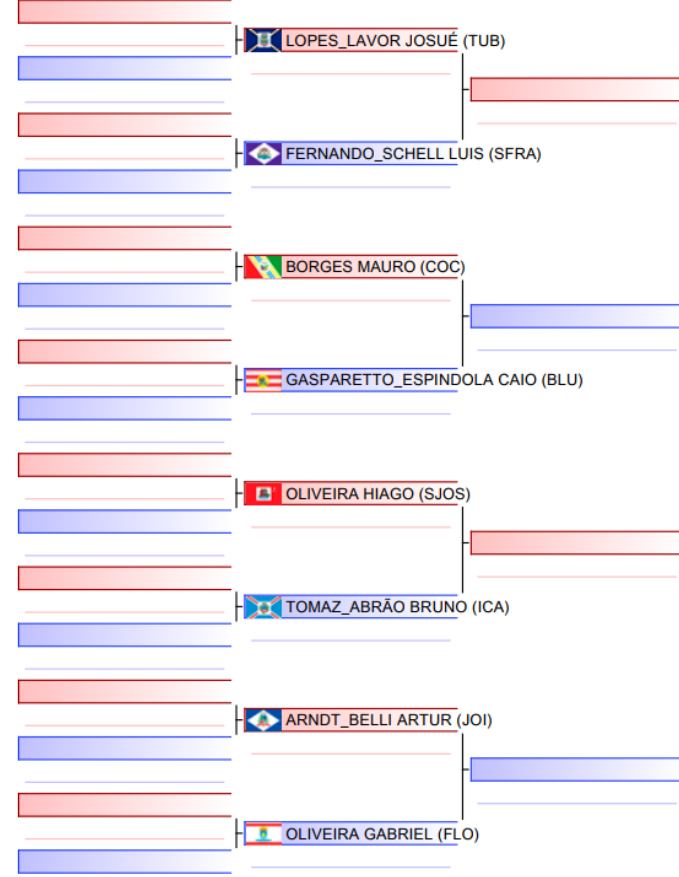 LOPES_LAVOR JOSUÉ (TUB)
FERNANDO_SCHELL LUIS (SFRA)
BORGES MAURO (COC)
GASPARETTO_ESPINDOLA CAIO (BLU)
OLIVEIRA HIAGO (SJOS)
TOMAZ_ABRÃO BRUNO (ICA)
ARNDT_BELLI ARTUR (JOI)
OLIVEIRA GABRIEL (FLO)